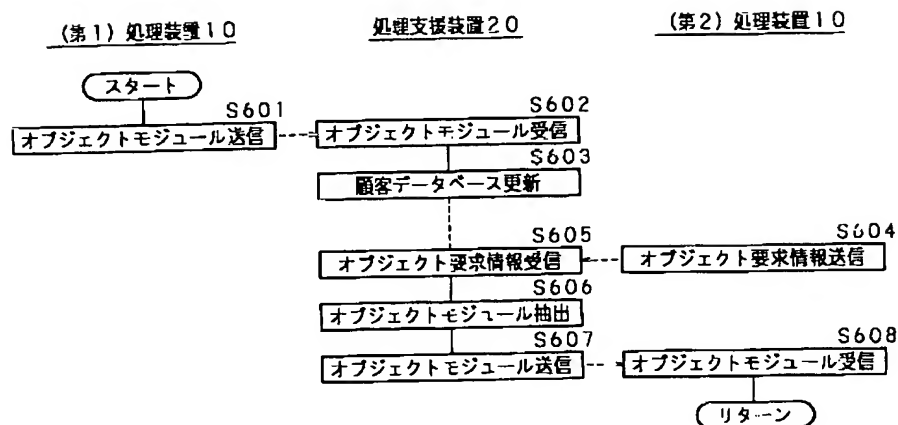 (第1)処理装置10
処理支援装置20
(第2)処理装置10
スタート
S601
オブジェクトモジュール送信
S602
オブジェクトモジュール受信
S603
顧客データベース更新
S604
オブジェクト要求情報送信
S605
オブジェクト要求情報受信
S606
オブジェクトモジュール抽出
S607
オブジェクトモジュール送信
S608
オブジェクトモジュール受信
リターン